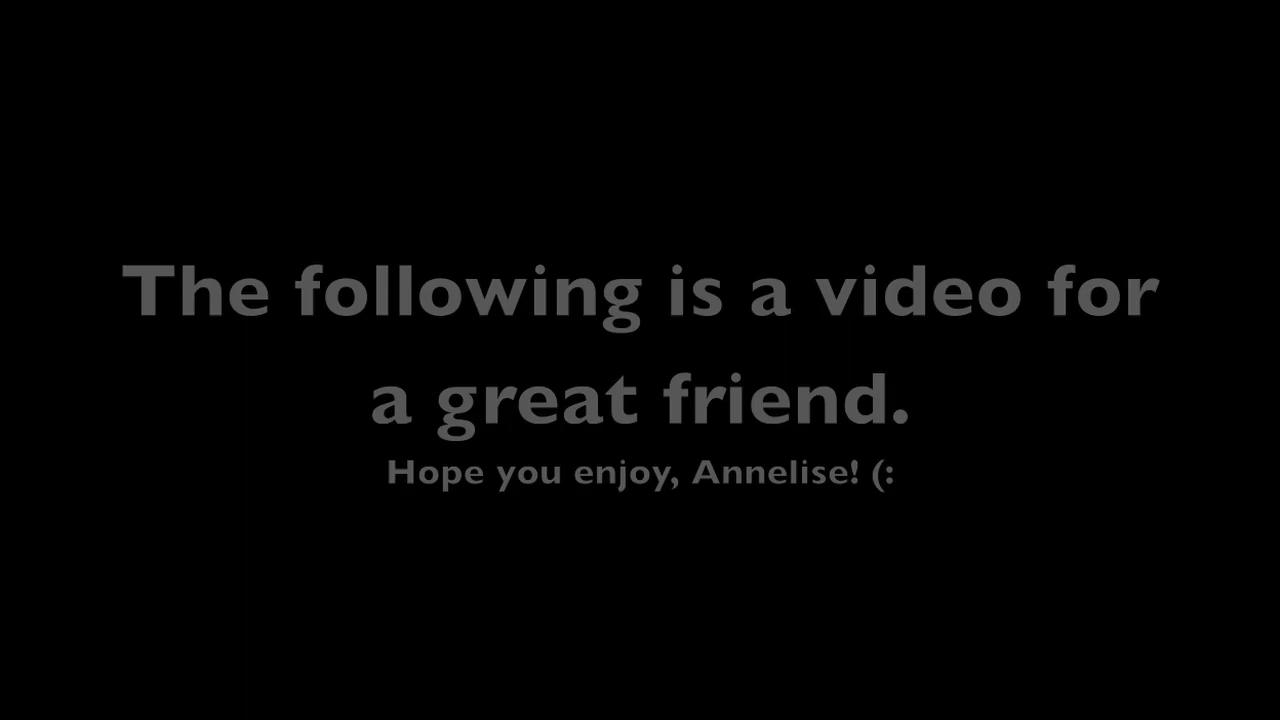 The following is a video for
a great friend.
Hope you enjoy, Annelise! (: